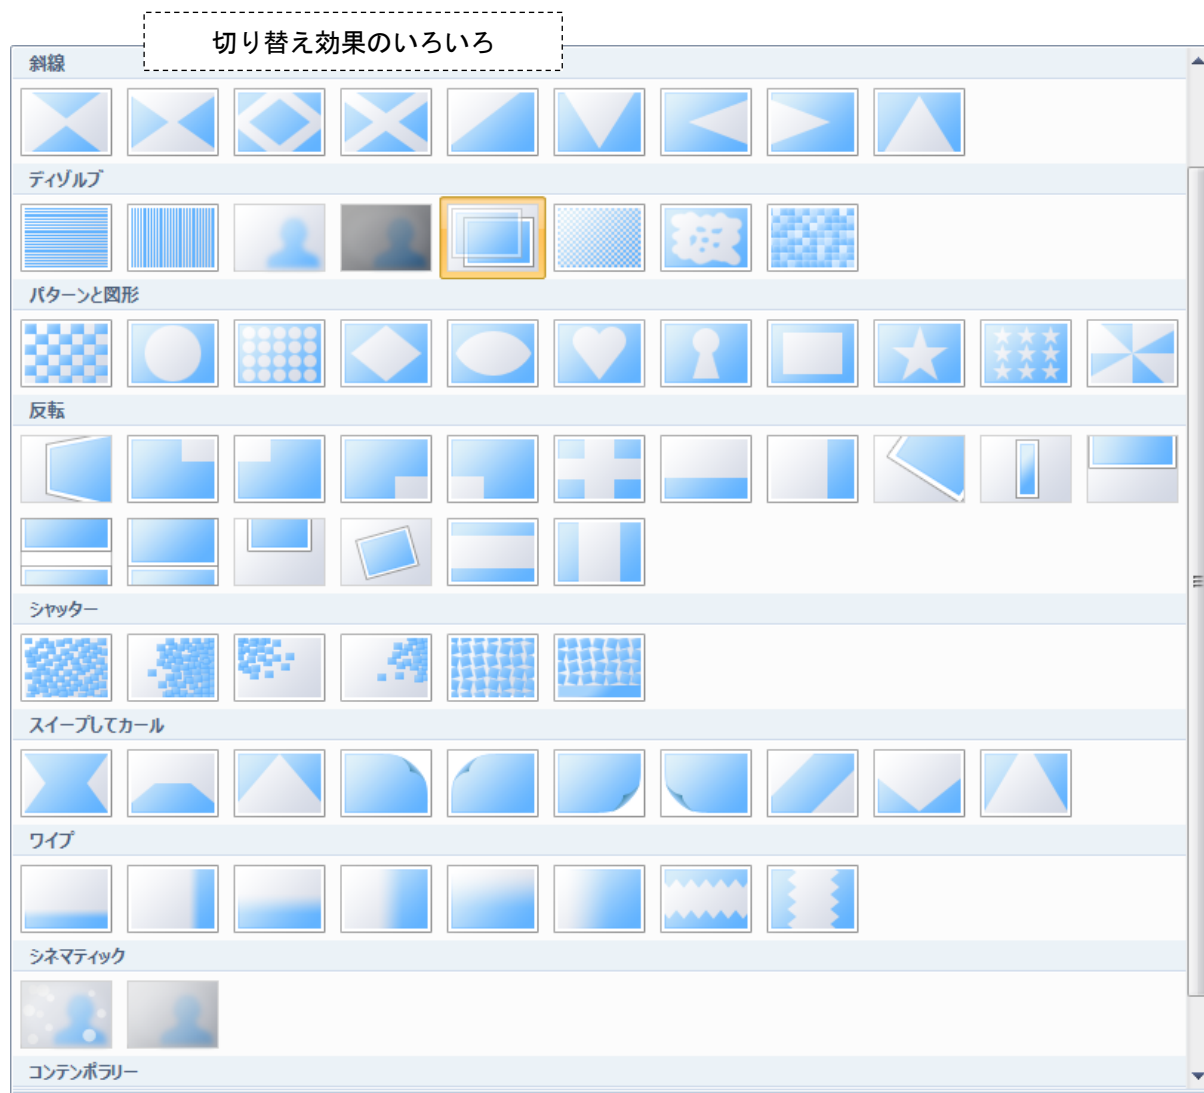 切り替え効果のいろいろ
斜線
ディゾルブ
パターンと図形
反転
シャッター
スイープしてカール
ワイプ
シネマティック
コンテンポラリー